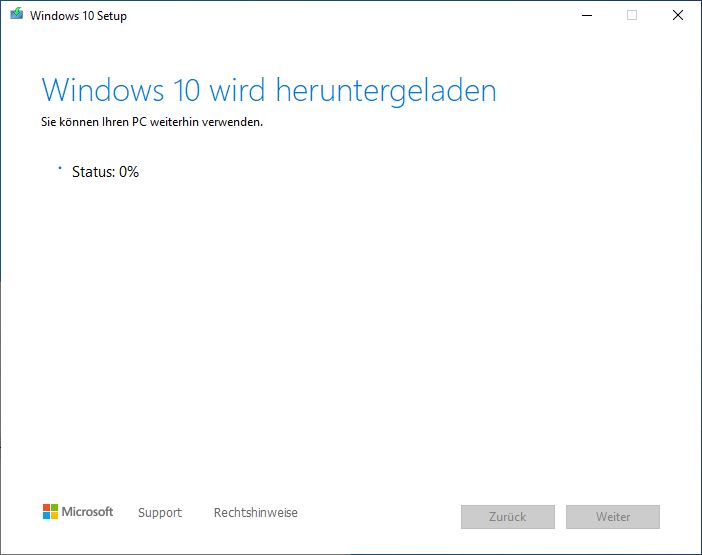 Windows 10 Setup
Windows 10 wird heruntergeladen
Sie können Ihren PC weiterhin verwenden.
Status: 0%
Microsoft Support Rechtshinweise Zurück Weiter